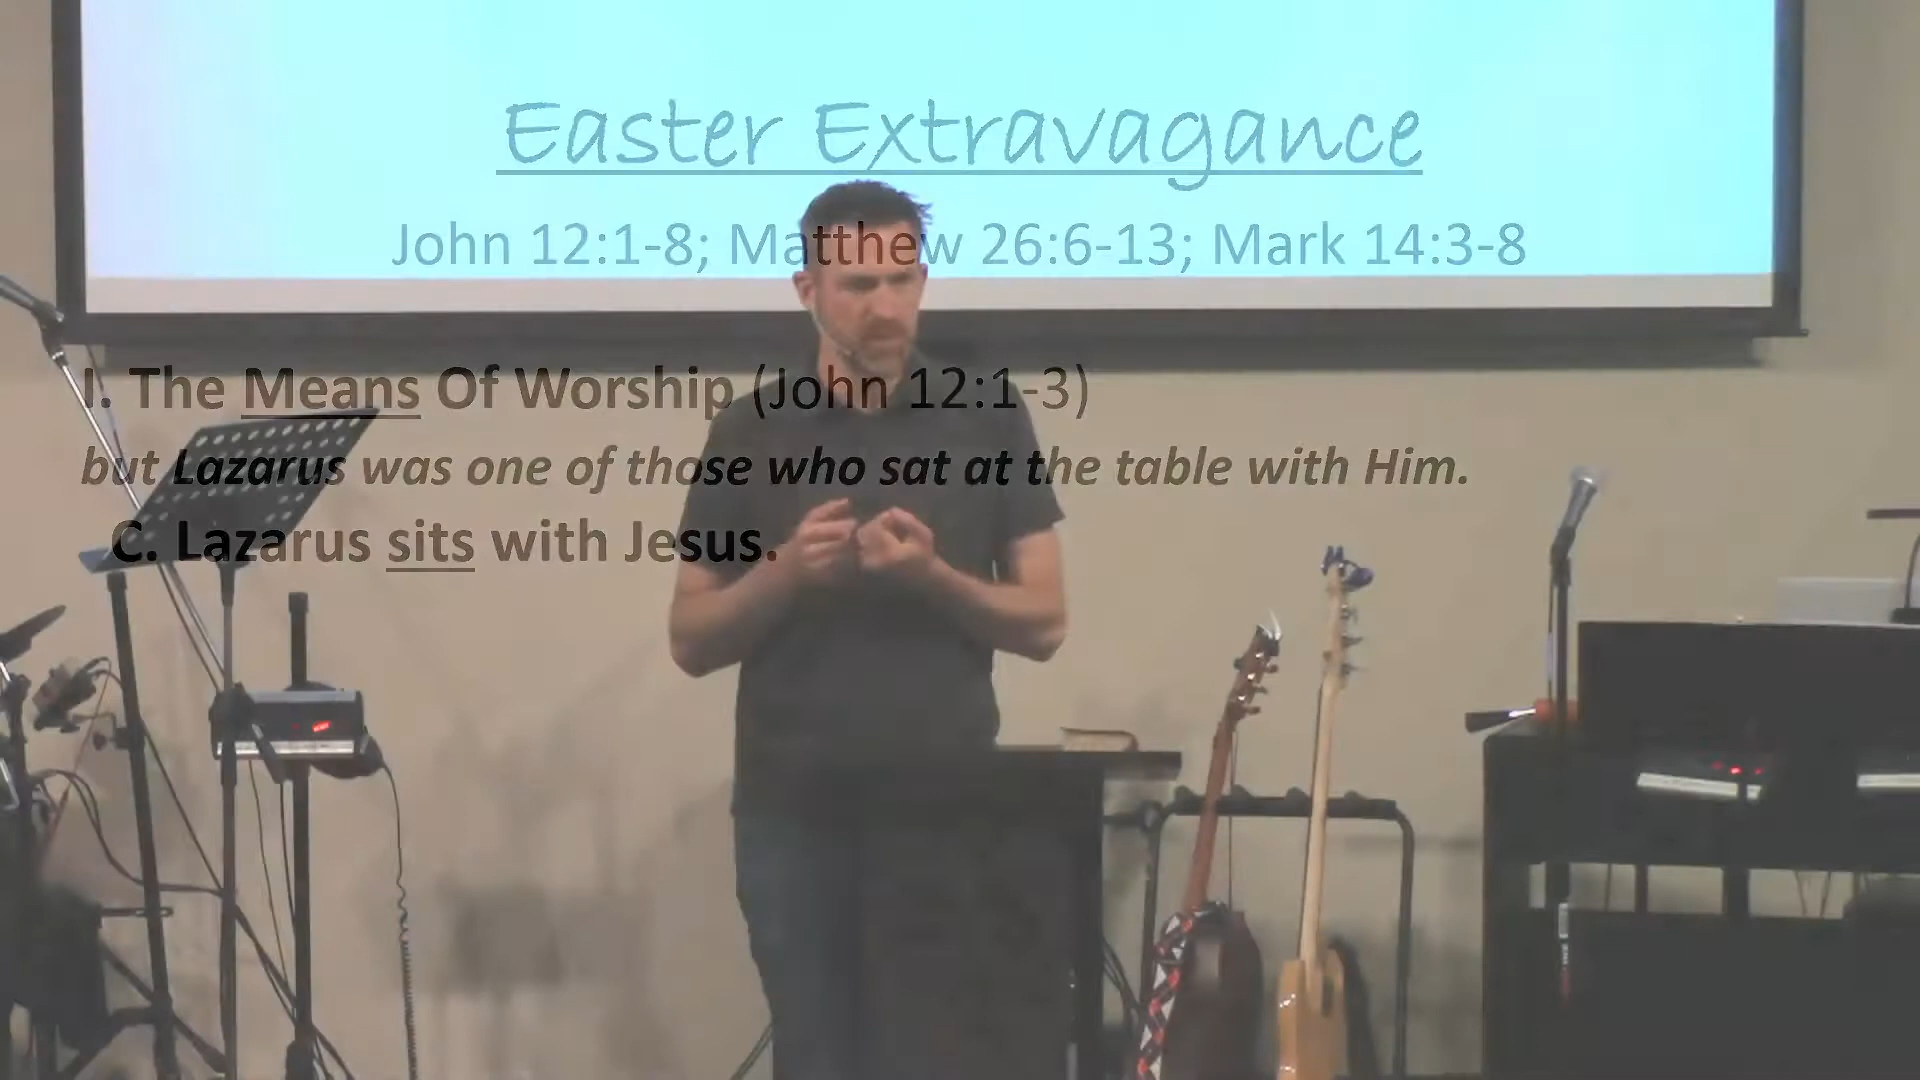 Easter Extravagance
John 12:1-8; Matthew 26:6-13; Mark 14:3-8
I. The Means Of Worship (John 12:1-3)
but Lazarus was one of those who sat at the table with Him.
C. Lazarus sits with Jesus.